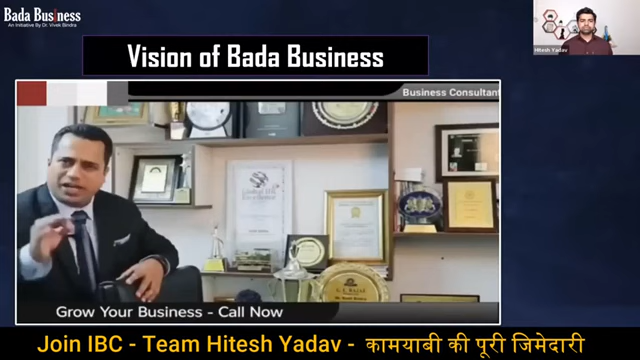 Bada Business
An Initiative By Dr. Vivek Bindra
Hitesh Yadav
Vision of Bada Business
Business Consultant
Grow Your Business - Call Now
Join IBC - Team Hitesh Yadav - कामयाबी की पूरी जिमेदारी